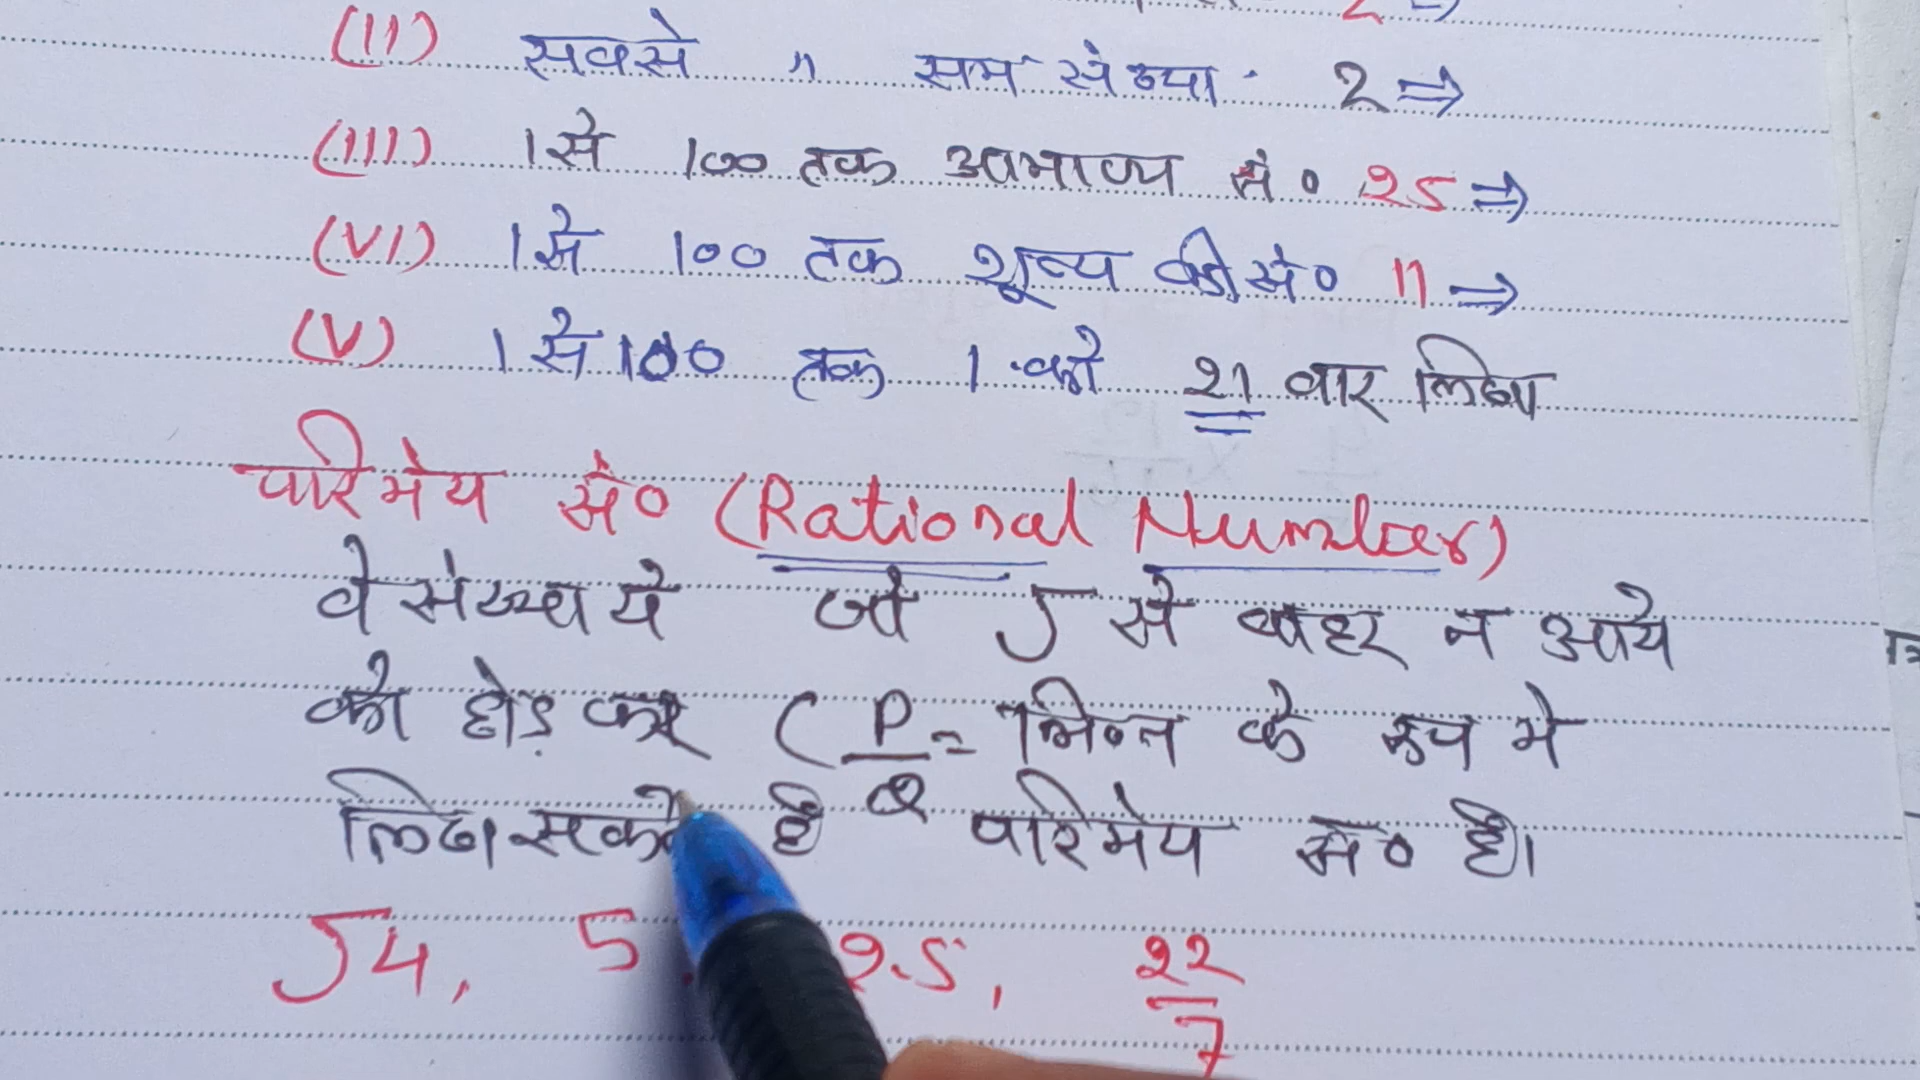 (II) सबसे " सम संख्या 2 ⇒
(III) 1 से 100 तक अभाज्य सं० 25 ⇒
(VI) 1 से 100 तक शून्य की सं० 11 ⇒
(V) 1 से 100 तक 1 को 21 वार लिखा
परिमेय सं० (Rational Number)
वे संख्याये जो √ से बाहर न आये
को छोड़ कर (P/Q = भिन्न के रूप मे
लिख सकते है परिमेय सं० है।
√4, 5, 2.5, 22/7